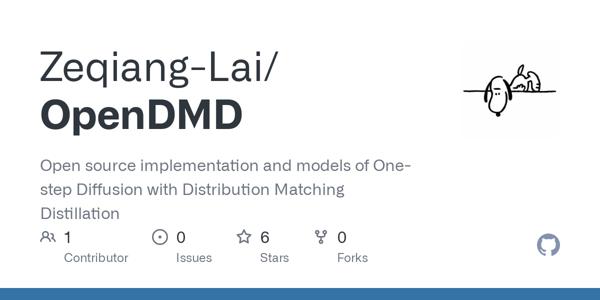 Zeqiang-Lai/
OpenDMD
Open source implementation and models of One-
step Diffusion with Distribution Matching
Distillation
1 0 6 0
Contributor Issues Stars Forks